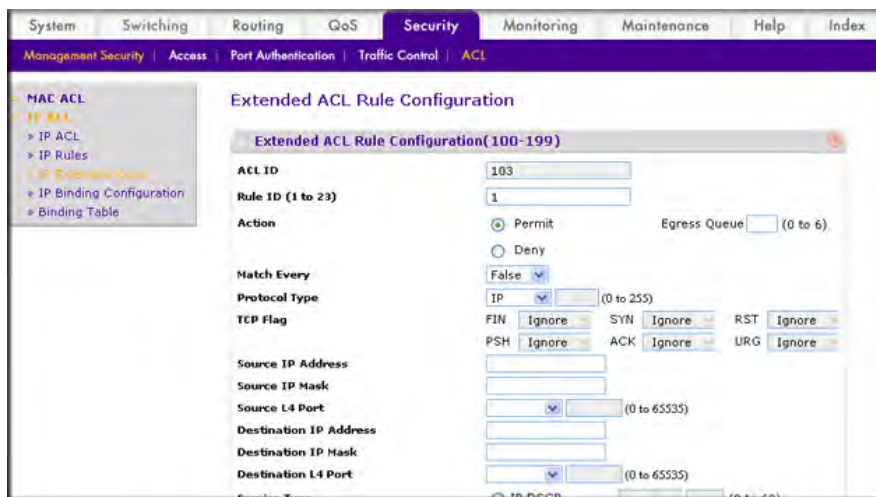 System Switching Routing QoS Security Monitoring Maintenance Help Index
Management Security | Access | Port Authentication | Traffic Control | ACL
MAC ACL
IP ACL
» IP ACL
» IP Rules
» IP Extended Rules
» IP Binding Configuration
» Binding Table
Extended ACL Rule Configuration
Extended ACL Rule Configuration(100-199)
ACL ID 103
Rule ID (1 to 23) 1
Action Permit Egress Queue (0 to 6)
Deny
Match Every False
Protocol Type IP (0 to 255)
TCP Flag FIN Ignore SYN Ignore RST Ignore
PSH Ignore ACK Ignore URG Ignore
Source IP Address
Source IP Mask
Source L4 Port (0 to 65535)
Destination IP Address
Destination IP Mask
Destination L4 Port (0 to 65535)